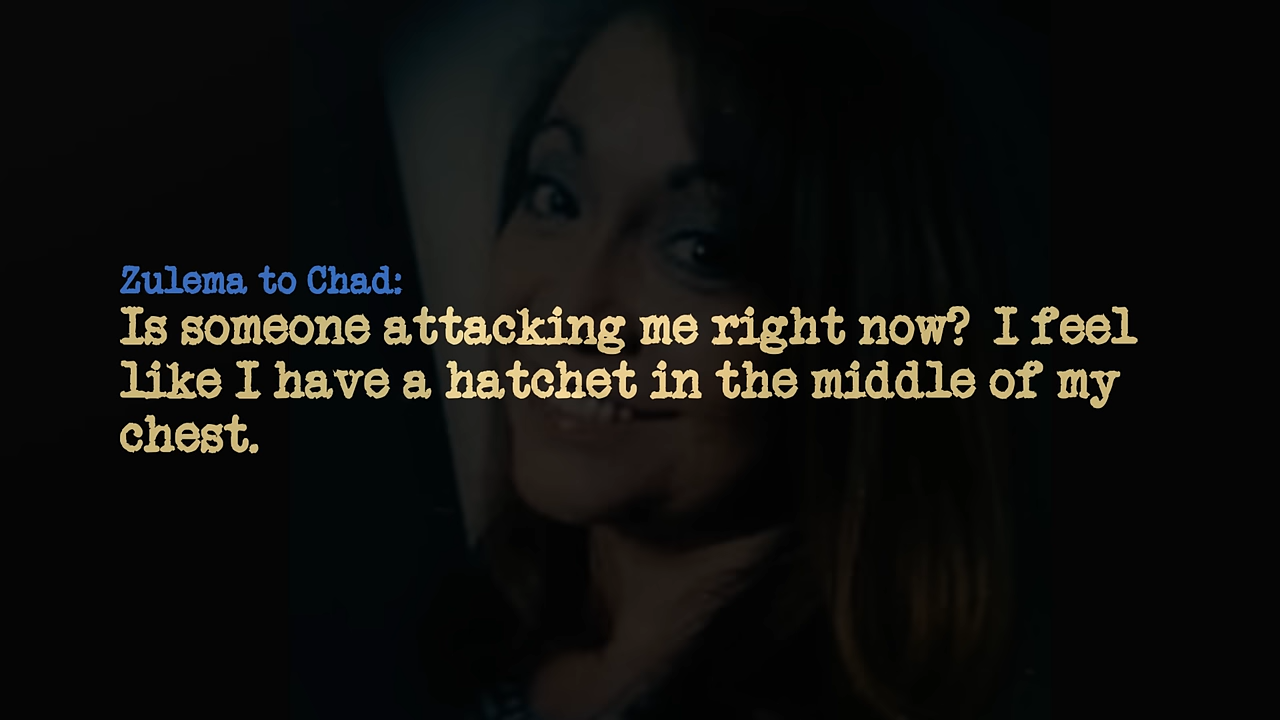 Zulema to Chad:
Is someone attacking me right now? I feel
like I have a hatchet in the middle of my
chest.